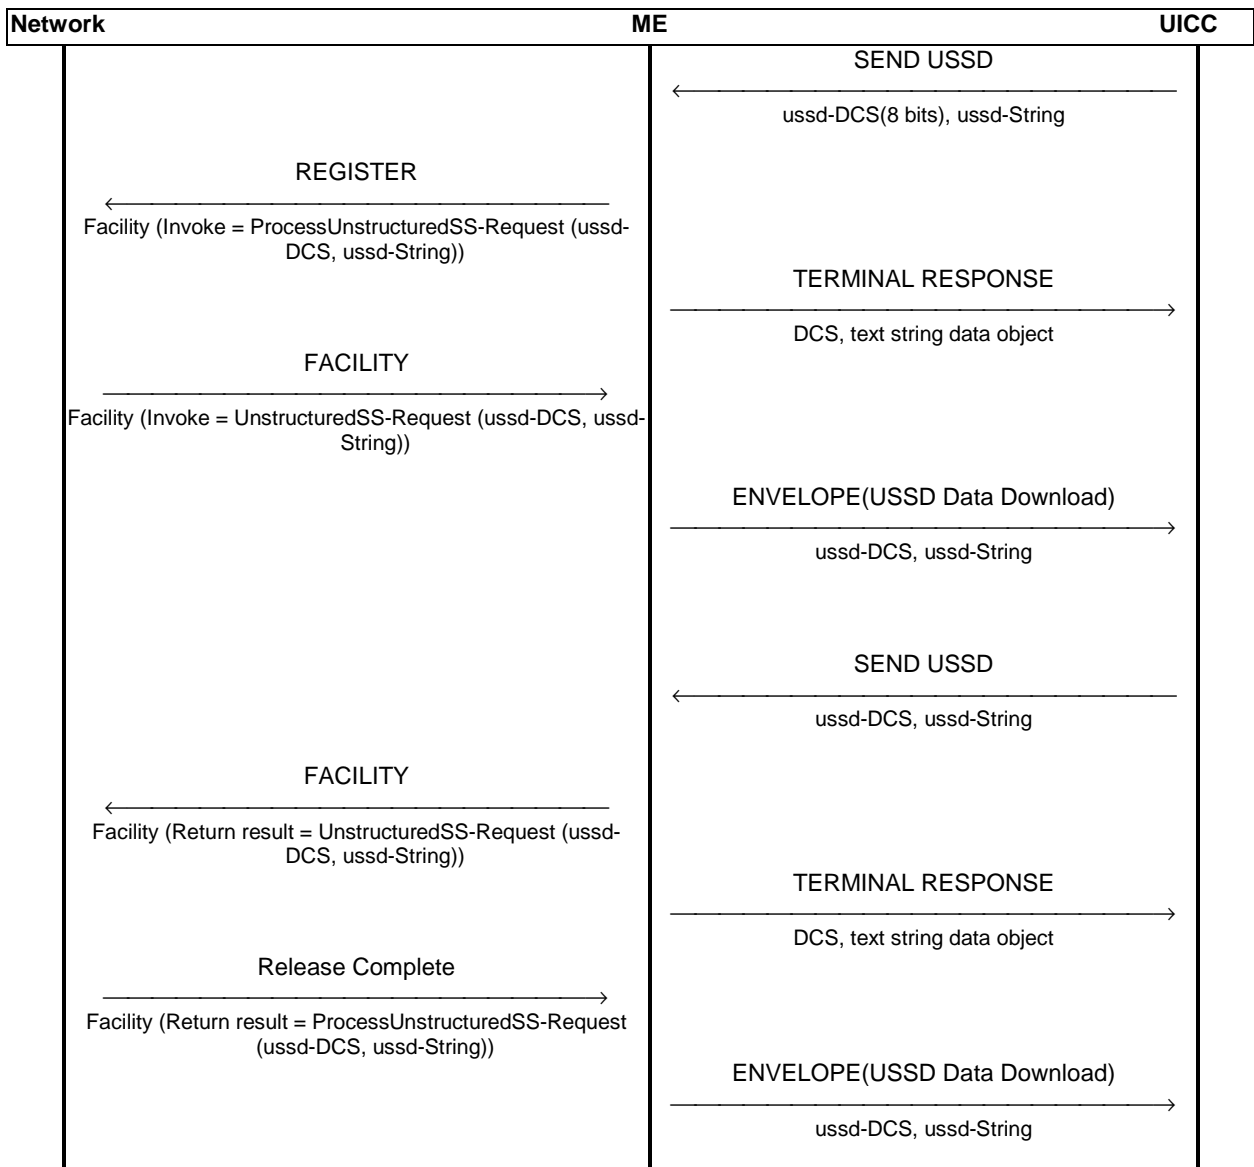 Network ME UICC
SEND USSD
ussd-DCS(8 bits), ussd-String
REGISTER
Facility (Invoke = ProcessUnstructuredSS-Request (ussd-
DCS, ussd-String))
TERMINAL RESPONSE
DCS, text string data object
FACILITY
Facility (Invoke = UnstructuredSS-Request (ussd-DCS, ussd-
String))
ENVELOPE(USSD Data Download)
ussd-DCS, ussd-String
SEND USSD
ussd-DCS, ussd-String
FACILITY
Facility (Return result = UnstructuredSS-Request (ussd-
DCS, ussd-String))
TERMINAL RESPONSE
DCS, text string data object
Release Complete
Facility (Return result = ProcessUnstructuredSS-Request
(ussd-DCS, ussd-String))
ENVELOPE(USSD Data Download)
ussd-DCS, ussd-String